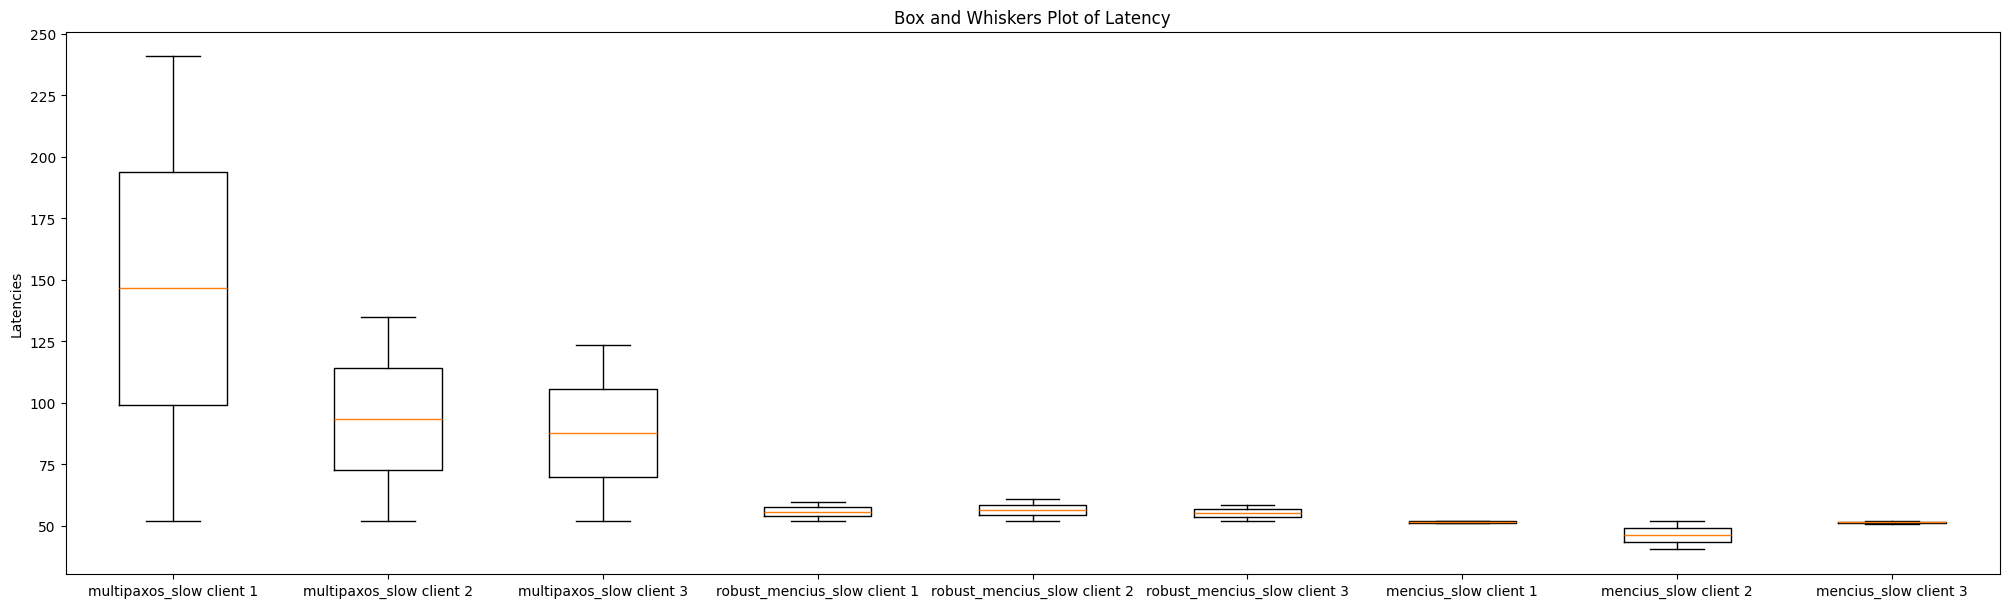 Box and Whiskers Plot of Latency
Latencies
250
225
200
175
150
125
100
75
50
multipaxos_slow client 1
multipaxos_slow client 2
multipaxos_slow client 3
robust_mencius_slow client 1
robust_mencius_slow client 2
robust_mencius_slow client 3
mencius_slow client 1
mencius_slow client 2
mencius_slow client 3